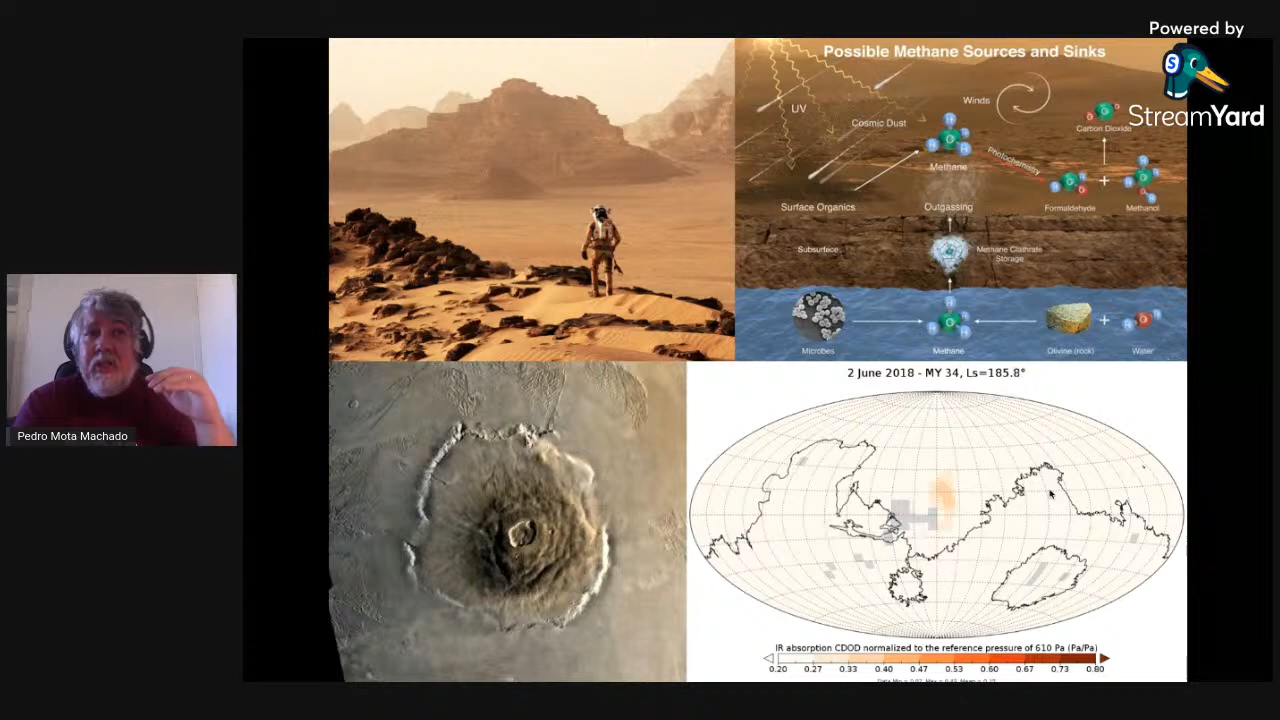 Powered by
StreamYard
Possible Methane Sources and Sinks
UV
Winds
Cosmic Dust
Carbon Dioxide
Methane
Photochemistry
Surface Organics
Outgassing
Formaldehyde
+
Methanol
Subsurface
Methane Clathrate
Storage
+
Microbes
Methane
Olivine (rock)
Water
2 June 2018 - MY 34, Ls=185.8°
Pedro Mota Machado
IR absorption CDOD normalized to the reference pressure of 610 Pa (Pa/Pa)
0.20 0.27 0.33 0.40 0.47 0.53 0.60 0.67 0.73 0.80